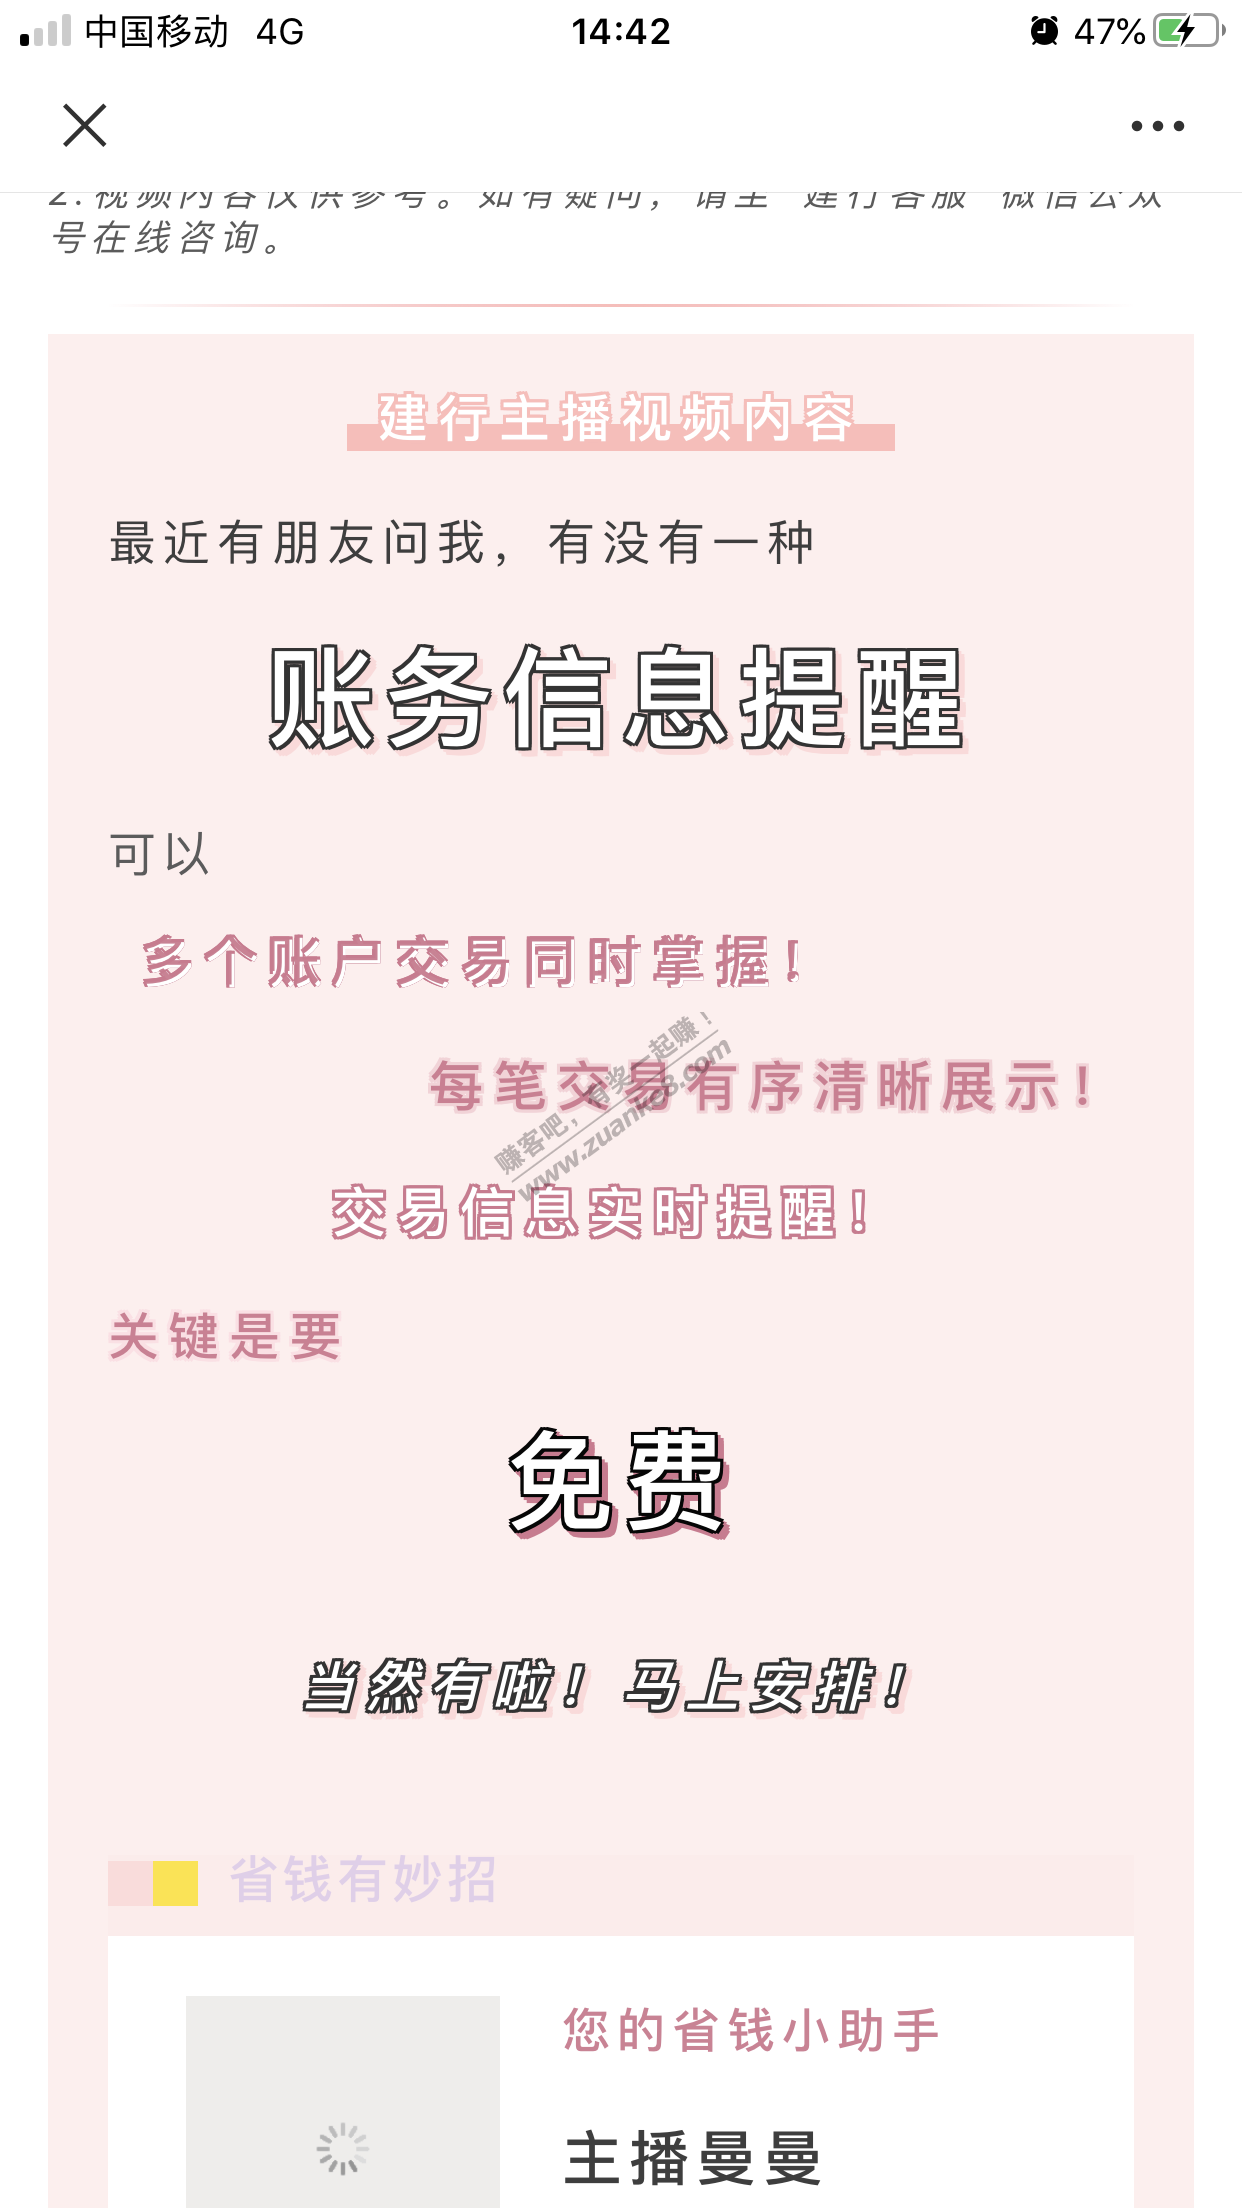 中国移动 4G 14:42 47%
2.视频内容仅供参考。如有疑问，请至 建行客服 微信公众
号在线咨询。
建行主播视频内容
最近有朋友问我，有没有一种
账务信息提醒
可以
多个账户交易同时掌握！
每笔交易有序清晰展示！
赚客吧，有奖一起赚！
www.zuanke8.com
交易信息实时提醒！
关键是要
免费
当然有啦！马上安排！
省钱有妙招
您的省钱小助手
主播曼曼